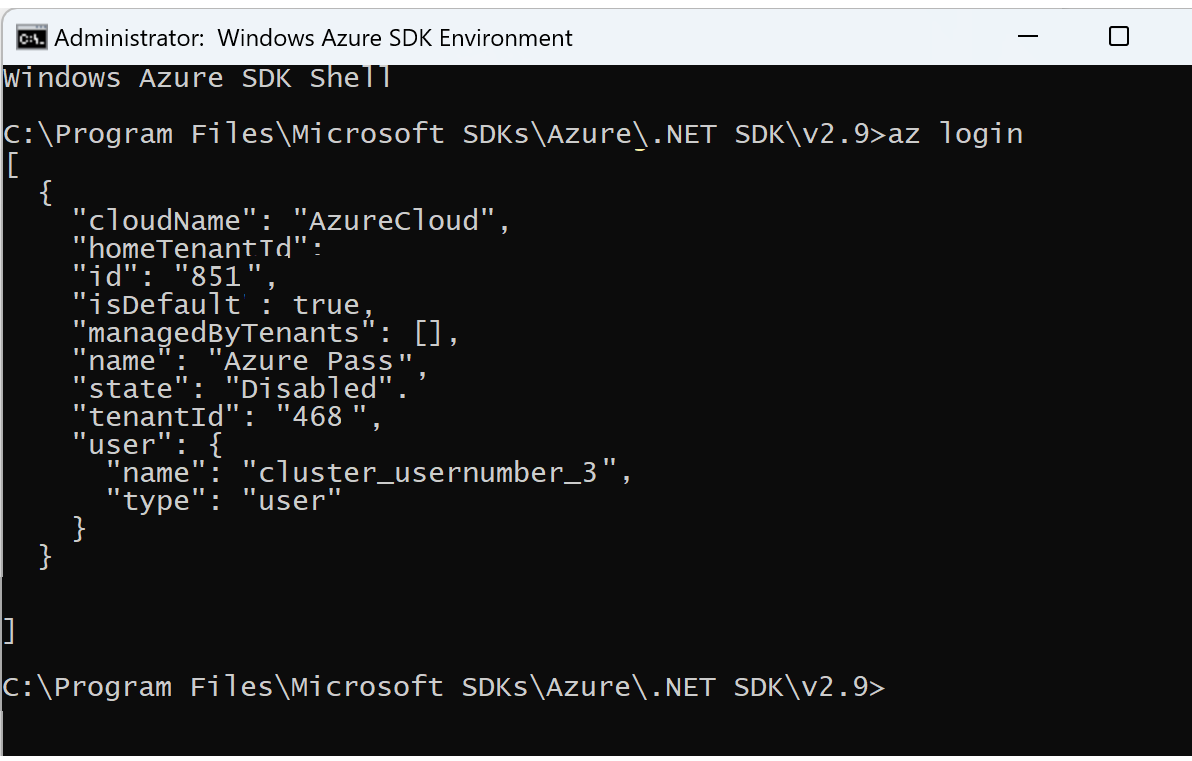 Administrator:  Windows Azure SDK Environment
Windows Azure SDK Shell
C:\Program Files\Microsoft SDKs\Azure\.NET SDK\v2.9>az login
[
  {
    "cloudName": "AzureCloud",
    "homeTenantId":
    "id": "851",
    "isDefault': true,
    "managedByTenants": [],
    "name": "Azure Pass",
    "state": "Disabled".
    "tenantId": "468 ",
    "user": {
      "name": "cluster_usernumber_3",
      "type": "user"
    }
  }
]
C:\Program Files\Microsoft SDKs\Azure\.NET SDK\v2.9>